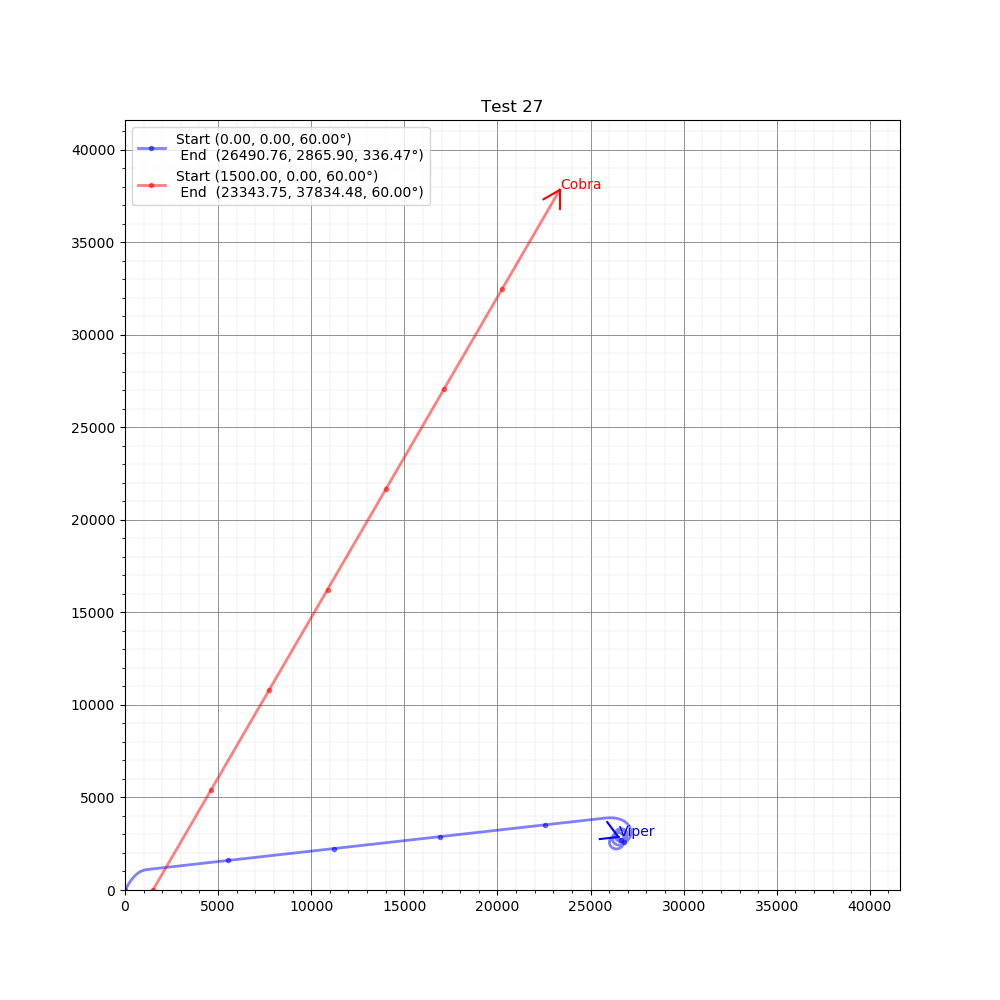 Test 27
Start (0.00, 0.00, 60.00°)
End (26490.76, 2865.90, 336.47°)
Start (1500.00, 0.00, 60.00°)
End (23343.75, 37834.48, 60.00°)
Cobra
Viper
40000
35000
30000
25000
20000
15000
10000
5000
0
0 5000 10000 15000 20000 25000 30000 35000 40000